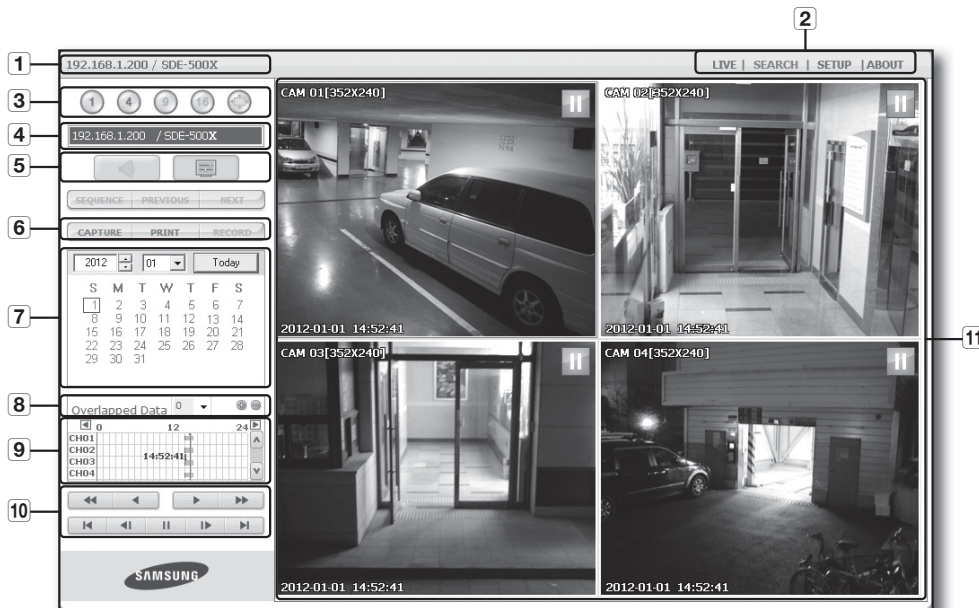 2
1
192.168.1.200 / SDE-500X
LIVE | SEARCH | SETUP | ABOUT
3
1 4 9 16
4
192.168.1.200 / SDE-500X
5
SEQUENCE PREVIOUS NEXT
6
CAPTURE PRINT RECORD
7
2012 01 Today
S M T W T F S
1 2 3 4 5 6 7
8 9 10 11 12 13 14
15 16 17 18 19 20 21
22 23 24 25 26 27 28
29 30 31
8
Overlapped Data 0
9
0 12 24
CH01
CH02
14:52:41
CH03
CH04
10
SAMSUNG
CAM 01[352X240]
2012-01-01 14:52:41
CAM 02[352X240]
2012-01-01 14:52:41
11
CAM 03[352X240]
2012-01-01 14:52:41
CAM 04[352X240]
2012-01-01 14:52:41